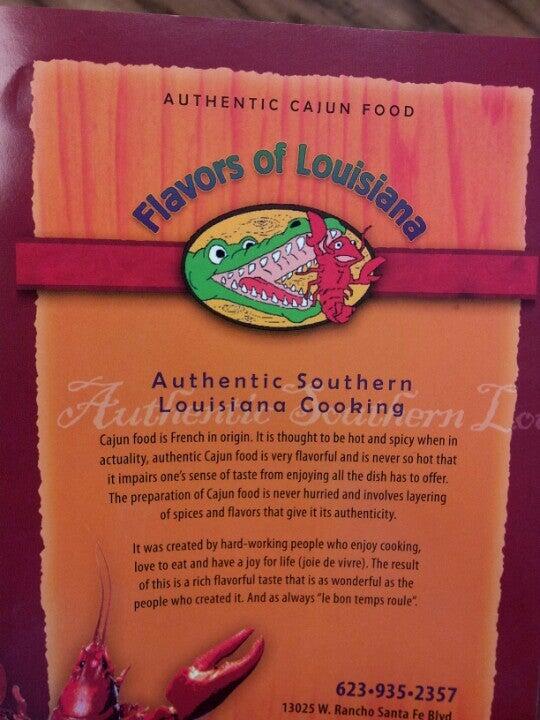 AUTHENTIC CAJUN FOOD
Flavors of Louisiana
Authentic Southern
Louisiana Cooking
Authentic Southern Lou
Cajun food is French in origin. It is thought to be hot and spicy when in
actuality, authentic Cajun food is very flavorful and is never so hot that
it impairs one's sense of taste from enjoying all the dish has to offer.
The preparation of Cajun food is never hurried and involves layering
of spices and flavors that give it its authenticity.
It was created by hard-working people who enjoy cooking,
love to eat and have a joy for life (joie de vivre). The result
of this is a rich flavorful taste that is as wonderful as the
people who created it. And as always "le bon temps roule".
623•935•2357
13025 W. Rancho Santa Fe Blvd